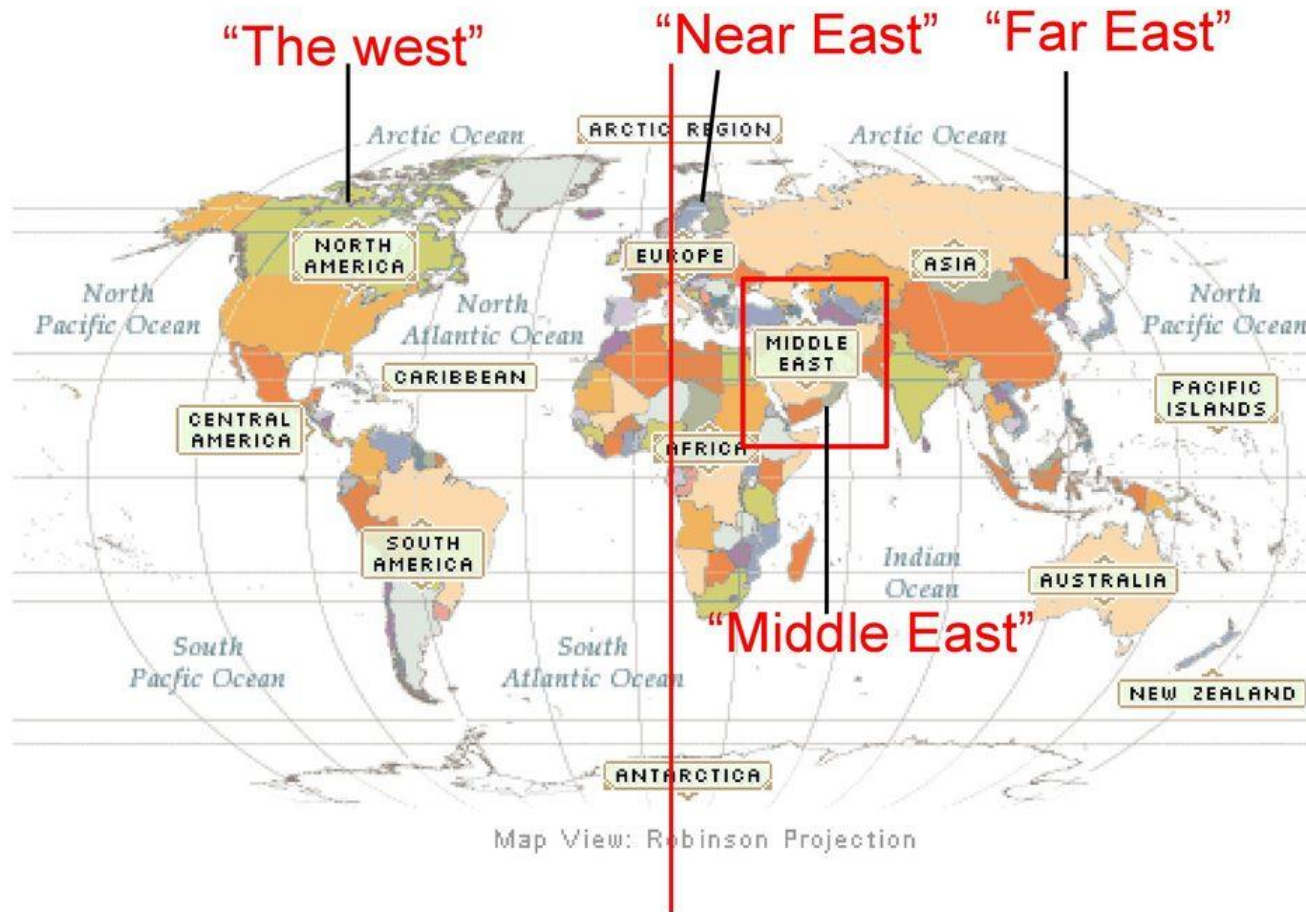 “The west”
“Near East”
“Far East”
Arctic Ocean
ARCTIC REGION
Arctic Ocean
NORTH
AMERICA
EUROPE
ASIA
North
Pacific Ocean
North
Atlantic Ocean
North
Pacific Ocean
MIDDLE
EAST
CARIBBEAN
PACIFIC
ISLANDS
CENTRAL
AMERICA
AFRICA
SOUTH
AMERICA
Indian
Ocean
AUSTRALIA
“Middle East”
South
Pacfic Ocean
South
Atlantic Ocean
NEW ZEALAND
ANTARCTICA
Map View: Robinson Projection